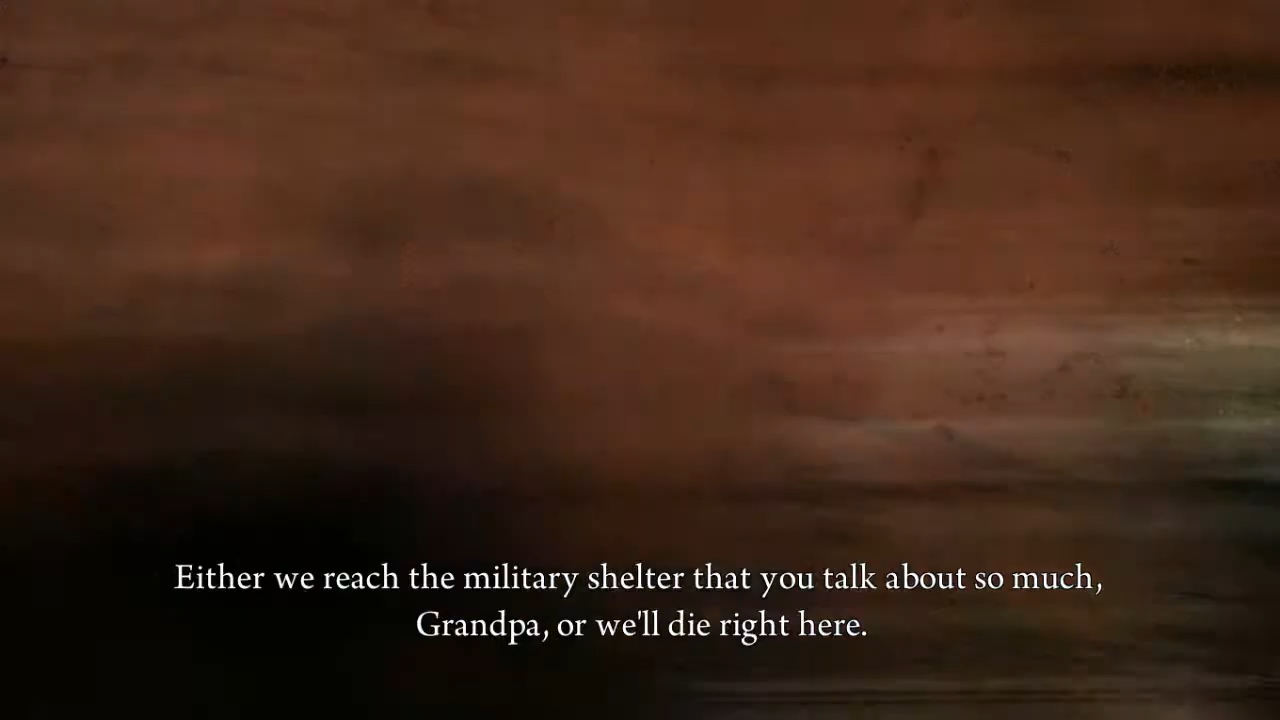 Either we reach the military shelter that you talk about so much,
Grandpa, or we'll die right here.